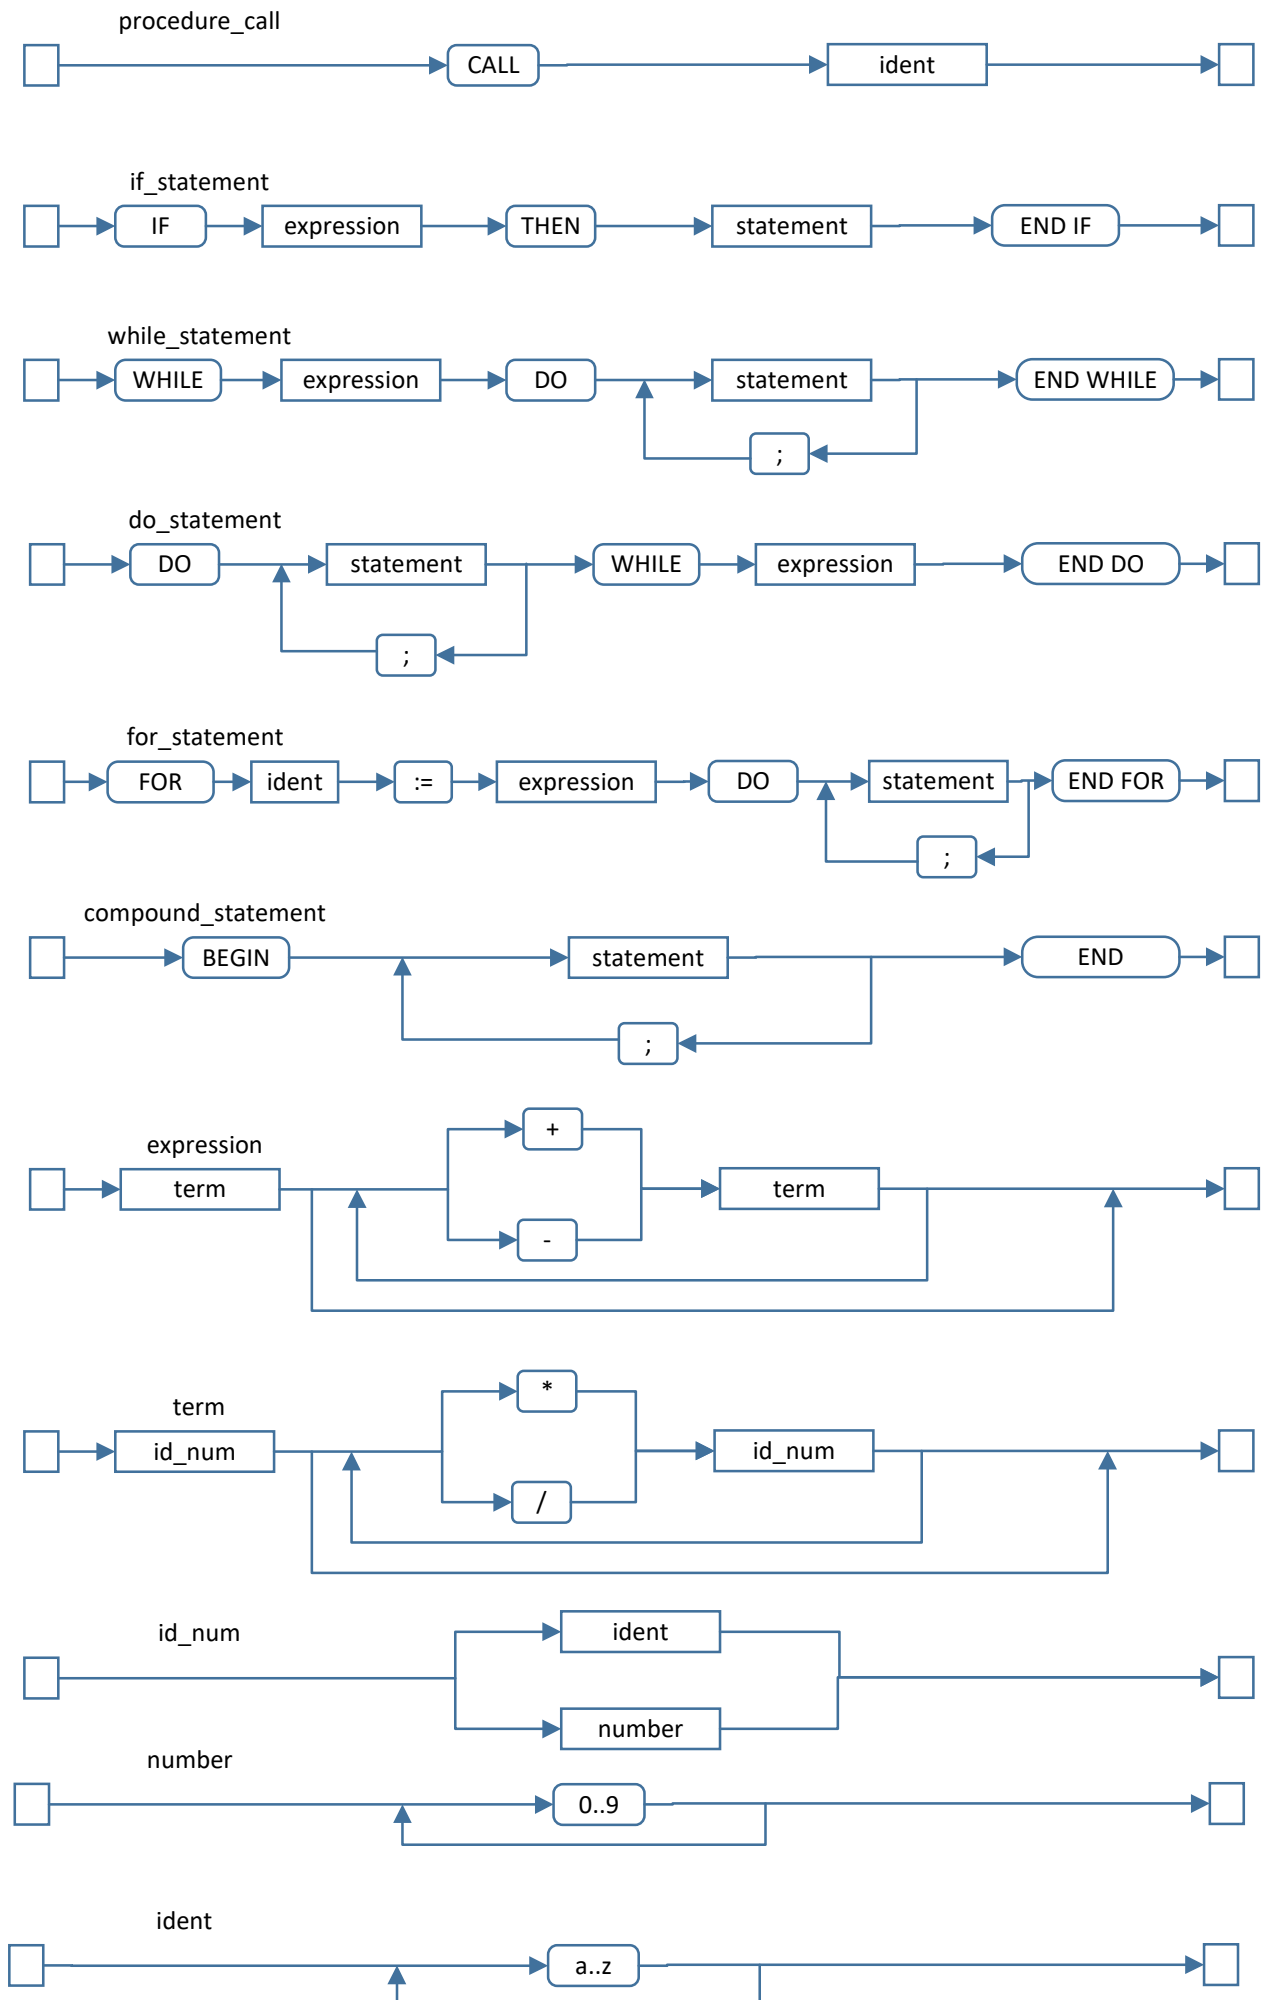 procedure_call
CALL ident
if_statement
IF expression THEN statement END IF
while_statement
WHILE expression DO statement END WHILE
;
do_statement
DO statement WHILE expression END DO
;
for_statement
FOR ident := expression DO statement END FOR
;
compound_statement
BEGIN statement END
;
+
expression
term term
-
*
term
id_num id_num
/
ident
id_num
number
number
0..9
ident
a..z